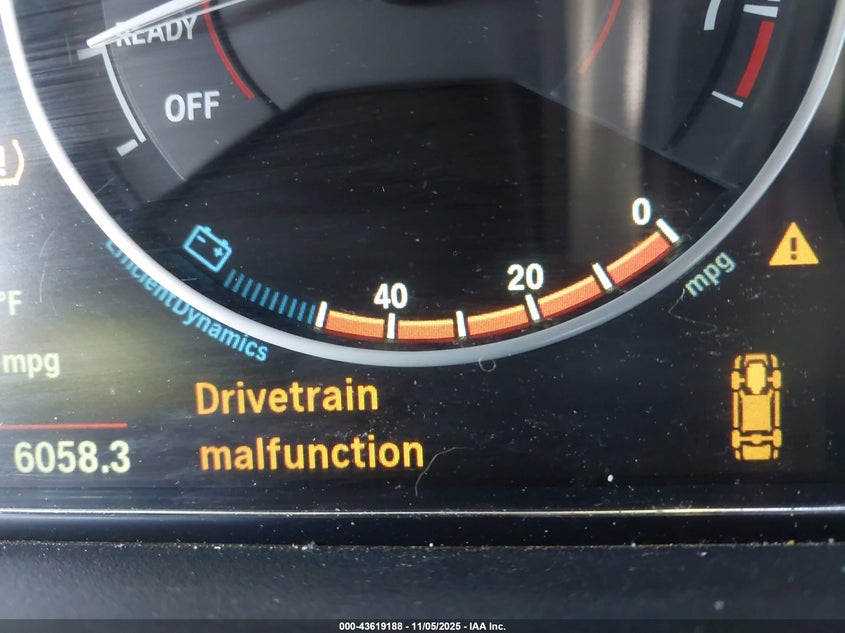 READY
OFF
0
20
40
mpg
EfficientDynamics
°F
mpg
6058.3
Drivetrain
malfunction
000-43619188 - 11/05/2025 - IAA Inc.